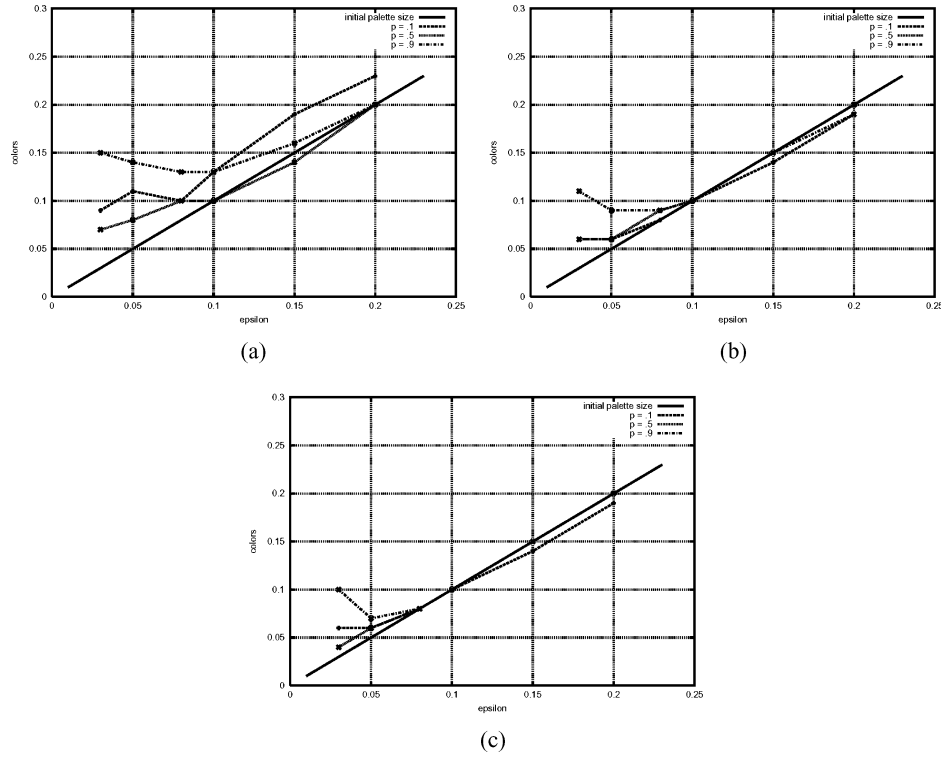 0.3
0.25
0.2
0.15
0.1
0.05
0
colors
0 0.05 0.1 0.15 0.2 0.25
epsilon
initial palette size
p = .1
p = .5
p = .9
(a)
0.3
0.25
0.2
0.15
0.1
0.05
0
colors
0 0.05 0.1 0.15 0.2 0.25
epsilon
initial palette size
p = .1
p = .5
p = .9
(b)
0.3
0.25
0.2
0.15
0.1
0.05
0
colors
0 0.05 0.1 0.15 0.2 0.25
epsilon
initial palette size
p = .1
p = .5
p = .9
(c)